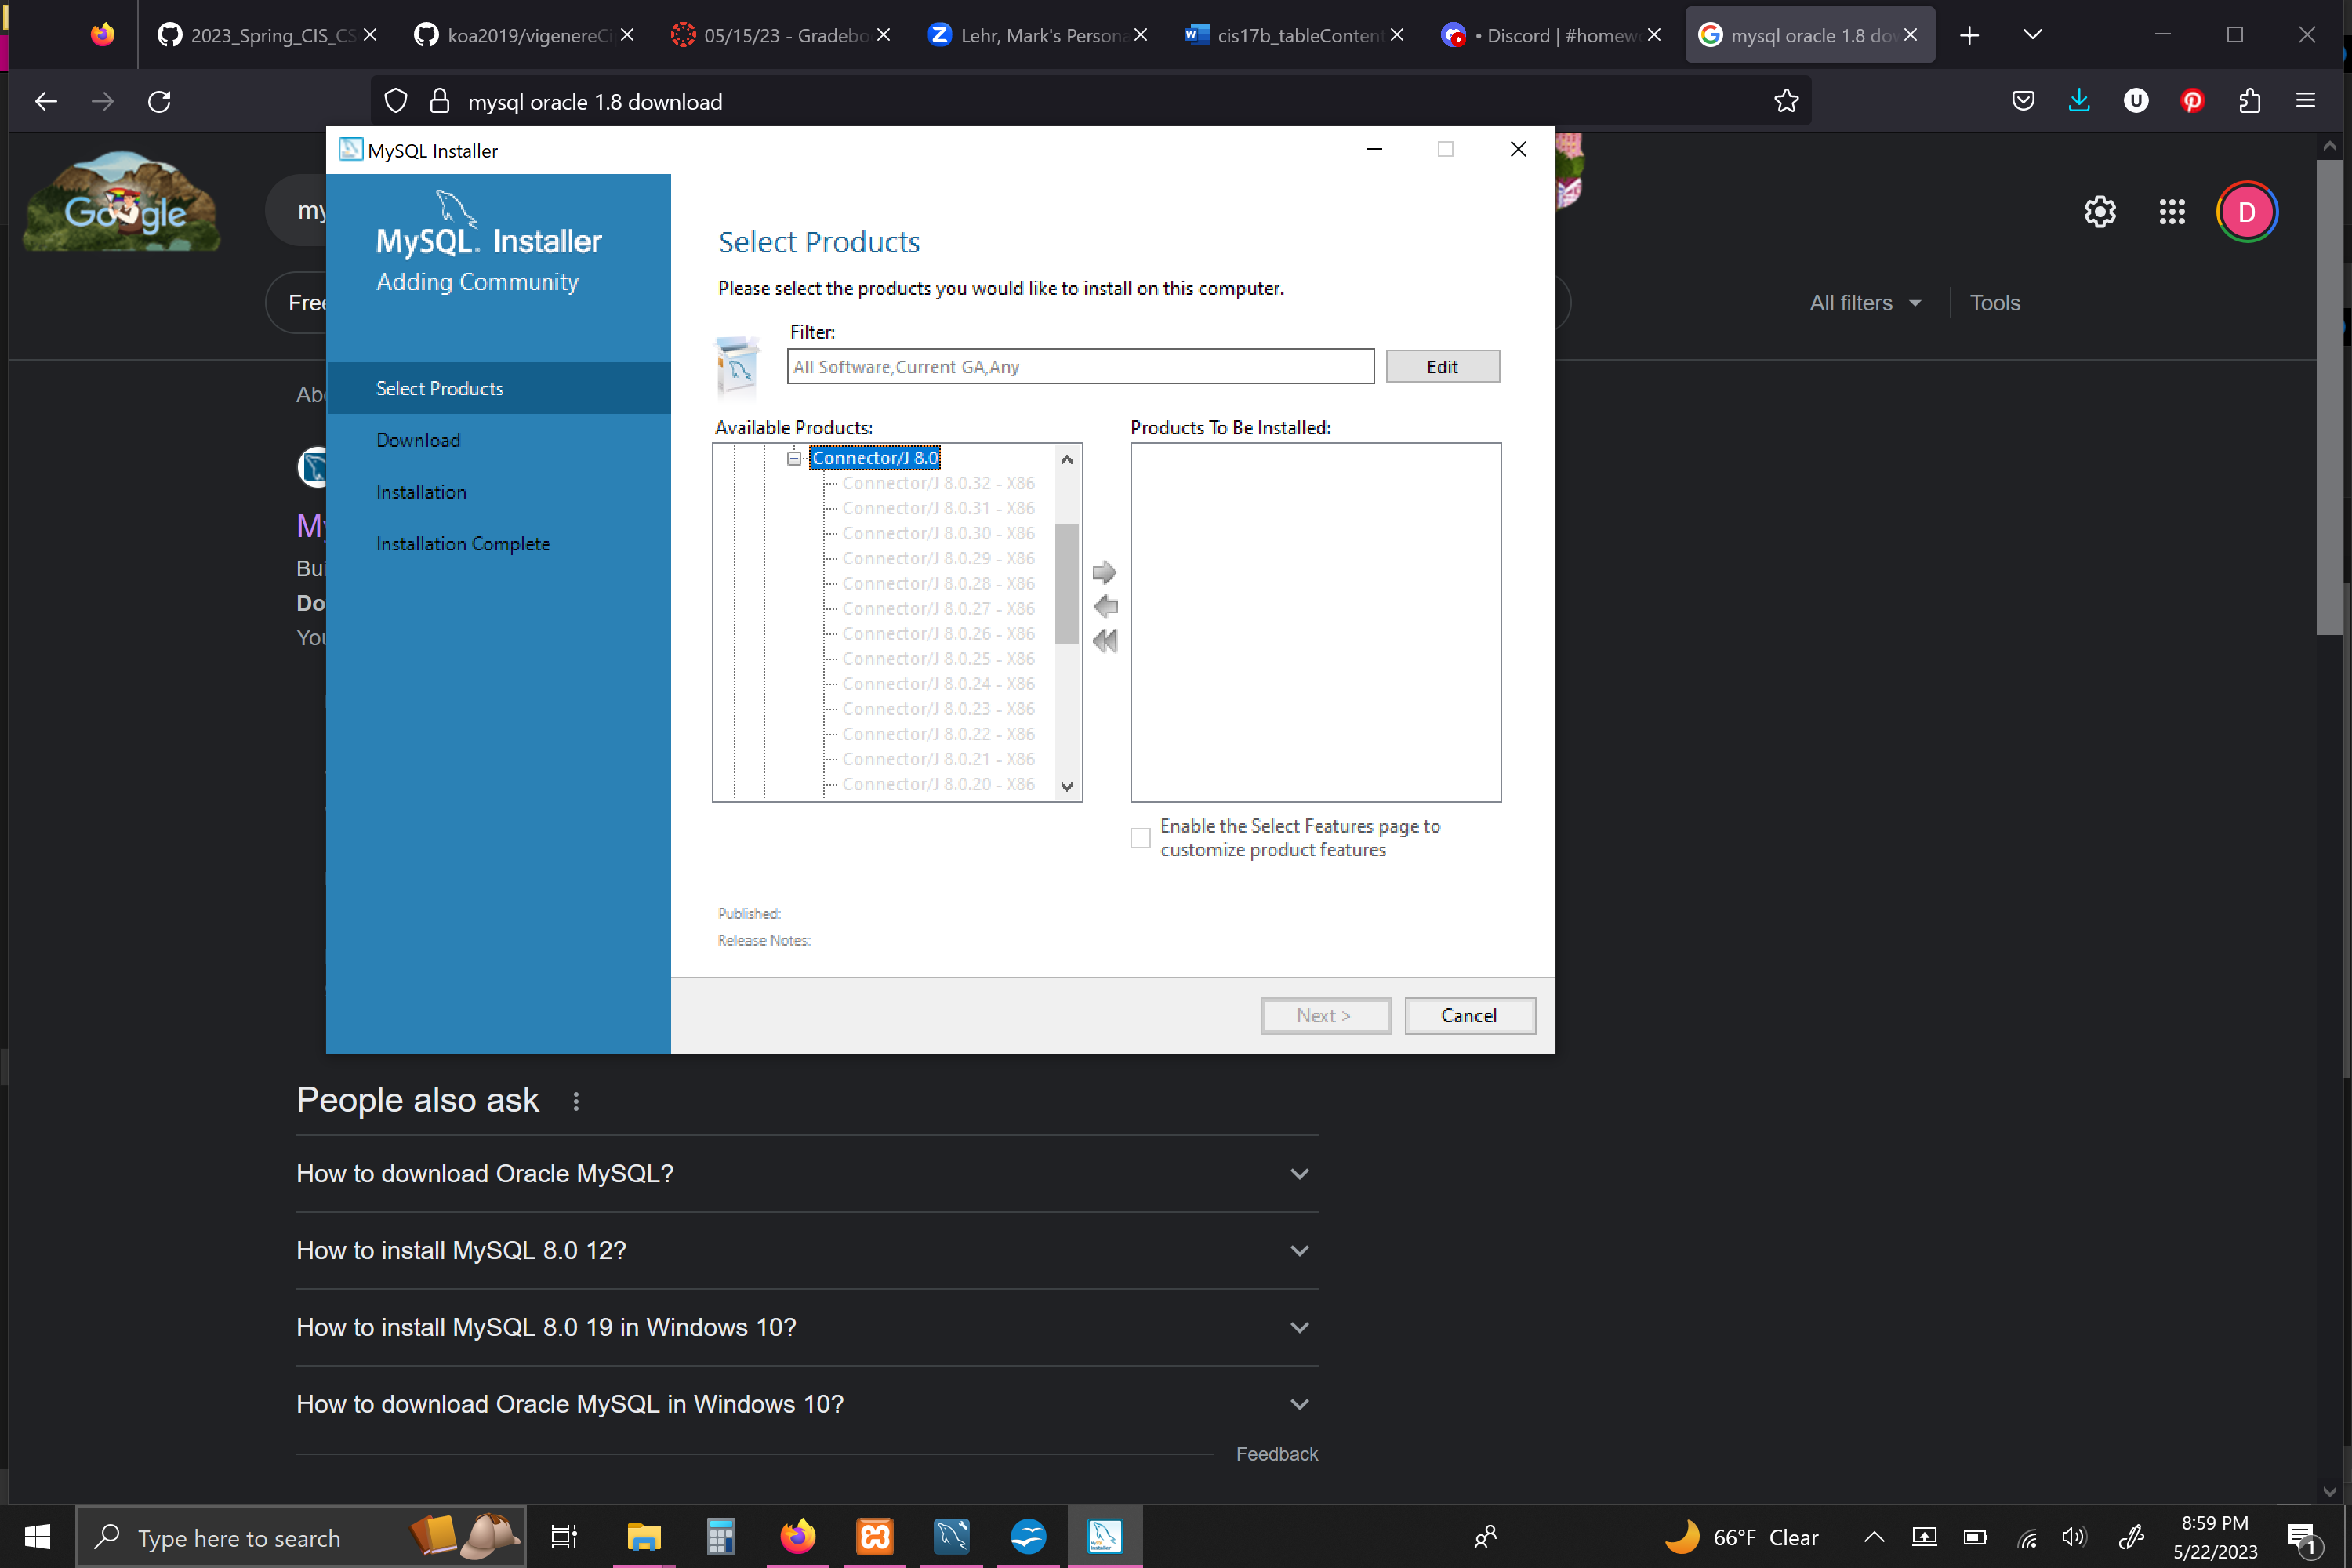 2023_Spring_CIS_CS
koa2019/vigenereCi
05/15/23 - Gradebo
Lehr, Mark's Persona
cis17b_tableContent
• Discord | #homew
mysql oracle 1.8 do
mysql oracle 1.8 download
MySQL Installer
Google
my
D
MySQL. Installer
Adding Community
Select Products
Please select the products you would like to install on this computer.
Free
All filters
Tools
Filter:
All Software,Current GA,Any
Edit
Select Products
Abo
Download
Installation
Installation Complete
Available Products:
Products To Be Installed:
Connector/J 8.0
Connector/J 8.0.32 - X86
Connector/J 8.0.31 - X86
Connector/J 8.0.30 - X86
Connector/J 8.0.29 - X86
Connector/J 8.0.28 - X86
Connector/J 8.0.27 - X86
Connector/J 8.0.26 - X86
Connector/J 8.0.25 - X86
Connector/J 8.0.24 - X86
Connector/J 8.0.23 - X86
Connector/J 8.0.22 - X86
Connector/J 8.0.21 - X86
Connector/J 8.0.20 - X86
My
Bui
Do
You
Enable the Select Features page to
customize product features
Published:
Release Notes:
Next >
Cancel
People also ask
How to download Oracle MySQL?
How to install MySQL 8.0 12?
How to install MySQL 8.0 19 in Windows 10?
How to download Oracle MySQL in Windows 10?
Feedback
Type here to search
66°F Clear
8:59 PM
5/22/2023
1